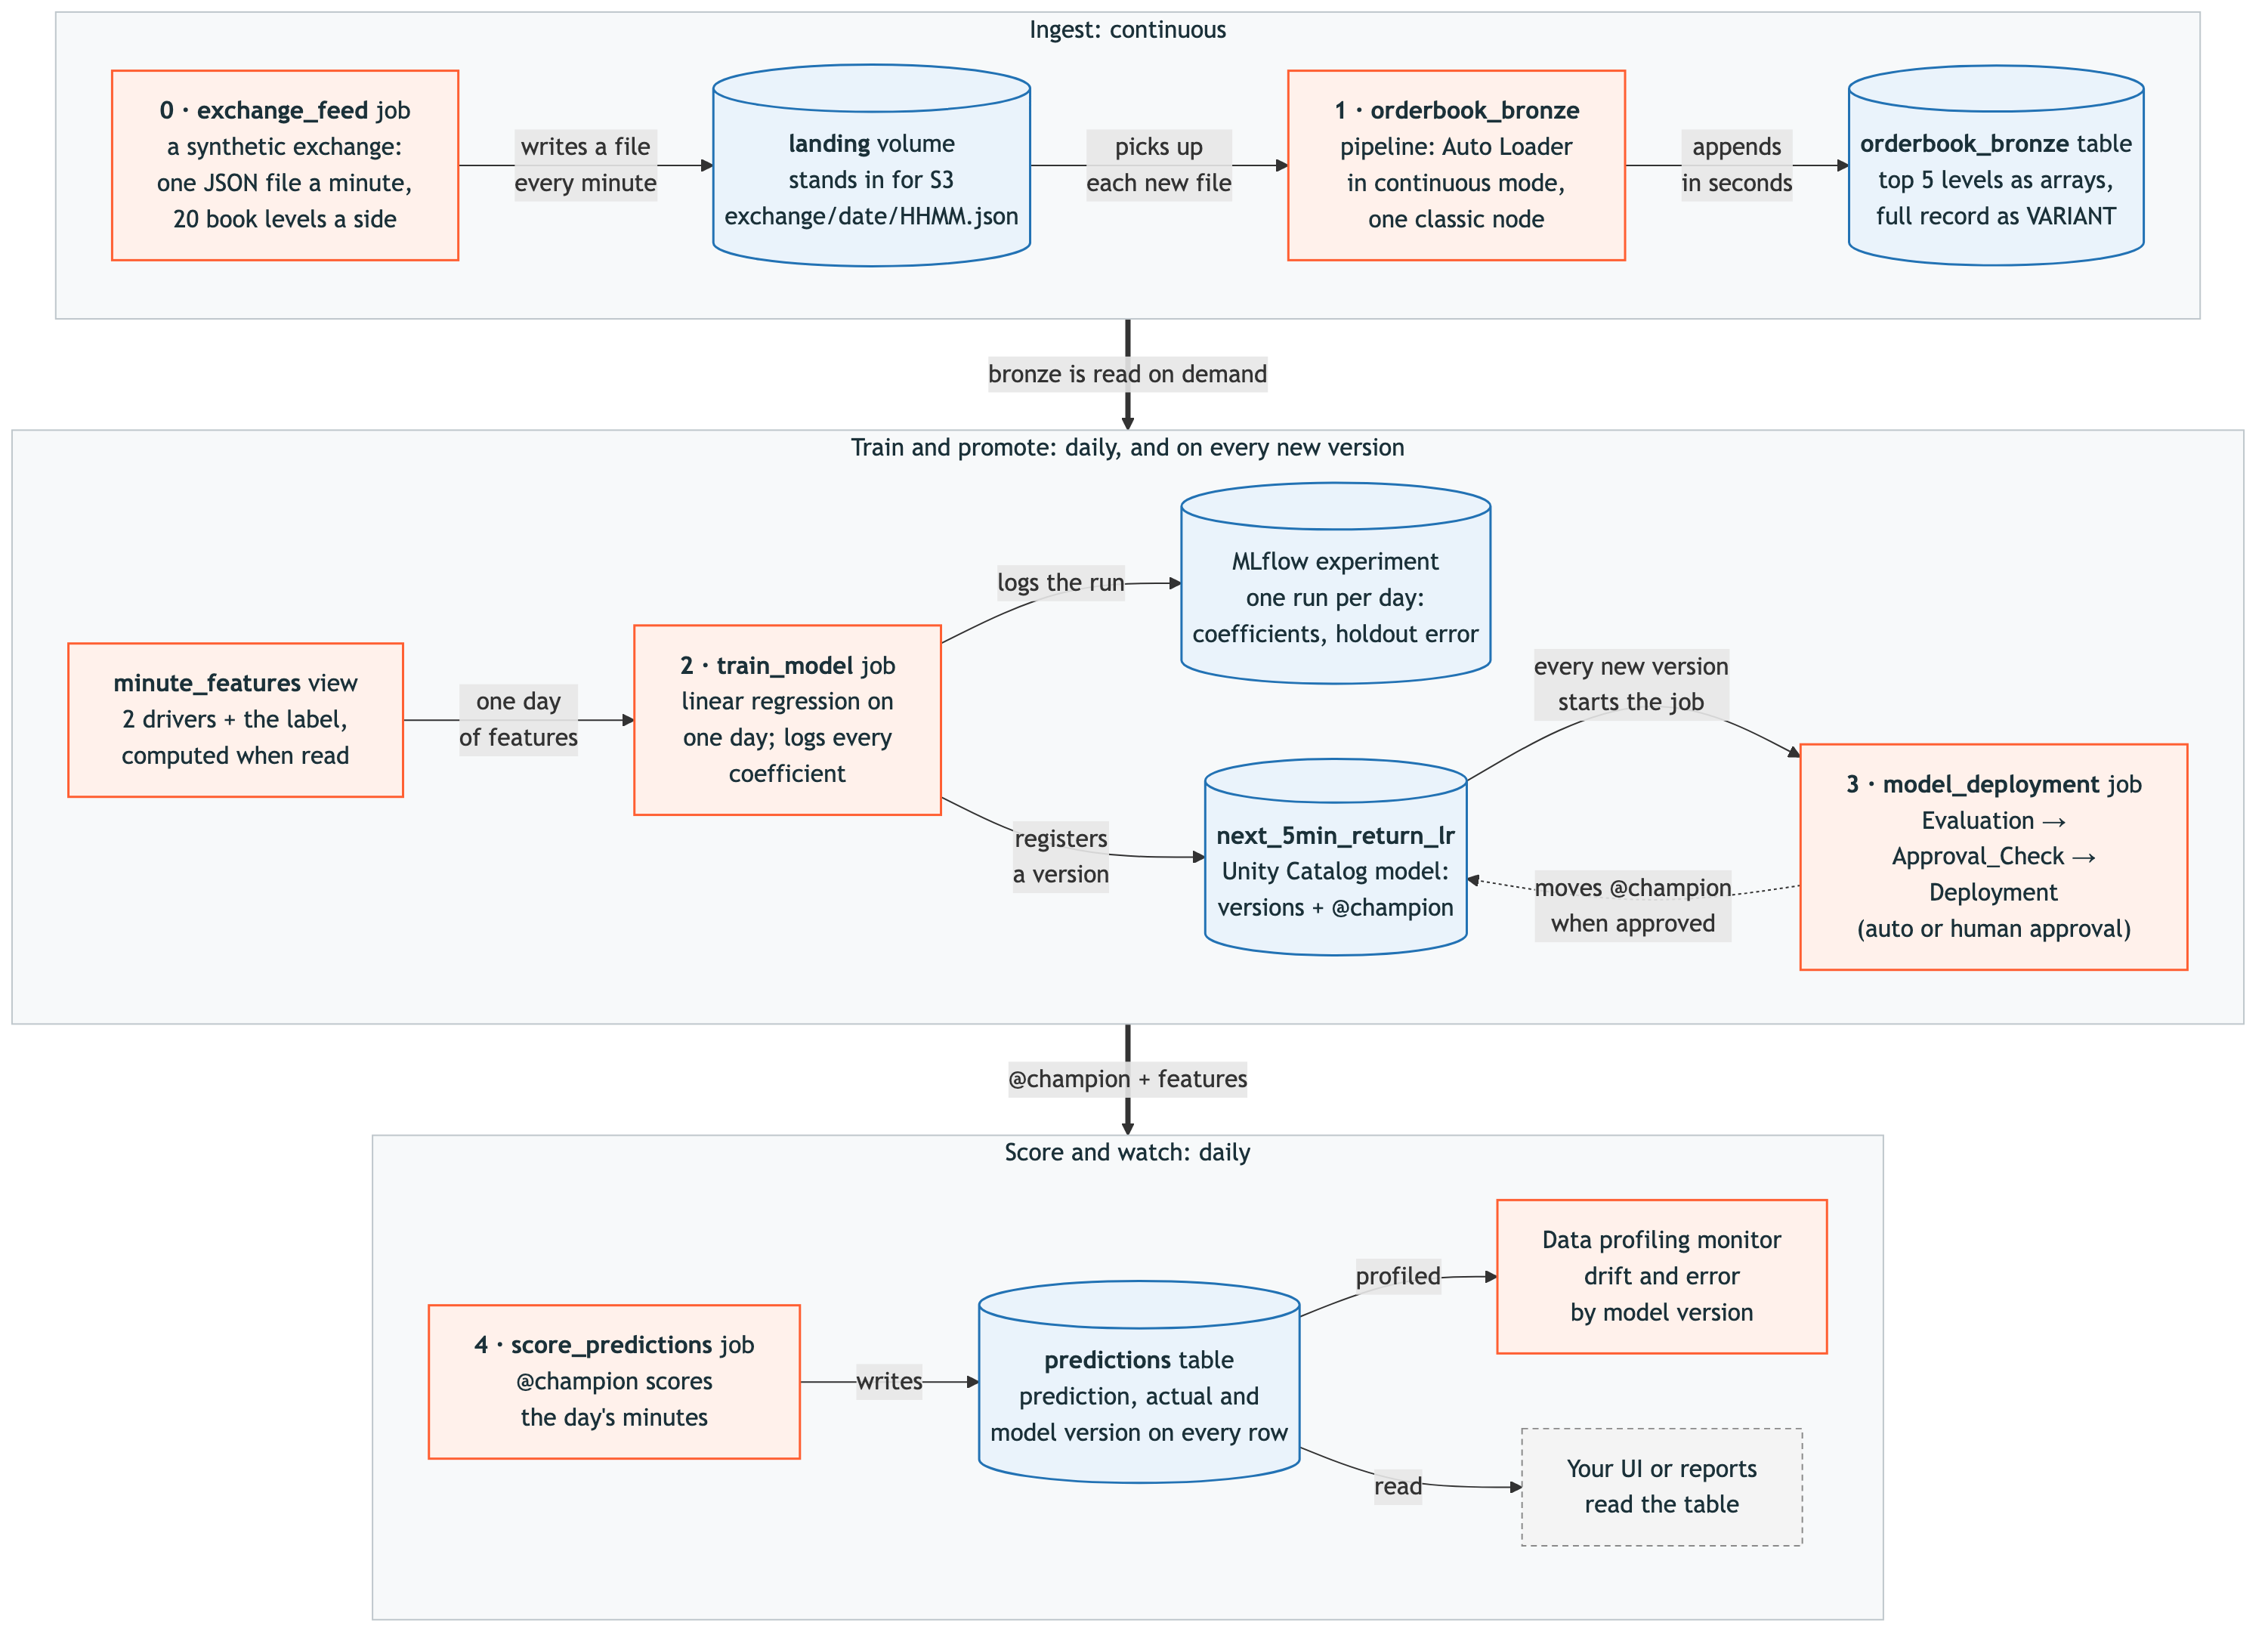 Ingest: continuous
0 · exchange_feed job
a synthetic exchange:
one JSON file a minute,
20 book levels a side
writes a file
every minute
landing volume
stands in for S3
exchange/date/HHMM.json
picks up
each new file
1 · orderbook_bronze
pipeline: Auto Loader
in continuous mode,
one classic node
appends
in seconds
orderbook_bronze table
top 5 levels as arrays,
full record as VARIANT
bronze is read on demand
Train and promote: daily, and on every new version
minute_features view
2 drivers + the label,
computed when read
one day
of features
2 · train_model job
linear regression on
one day; logs every
coefficient
logs the run
MLflow experiment
one run per day:
coefficients, holdout error
registers
a version
next_5min_return_lr
Unity Catalog model:
versions + @champion
every new version
starts the job
moves @champion
when approved
3 · model_deployment job
Evaluation →
Approval_Check →
Deployment
(auto or human approval)
@champion + features
Score and watch: daily
4 · score_predictions job
@champion scores
the day's minutes
writes
predictions table
prediction, actual and
model version on every row
profiled
Data profiling monitor
drift and error
by model version
read
Your UI or reports
read the table